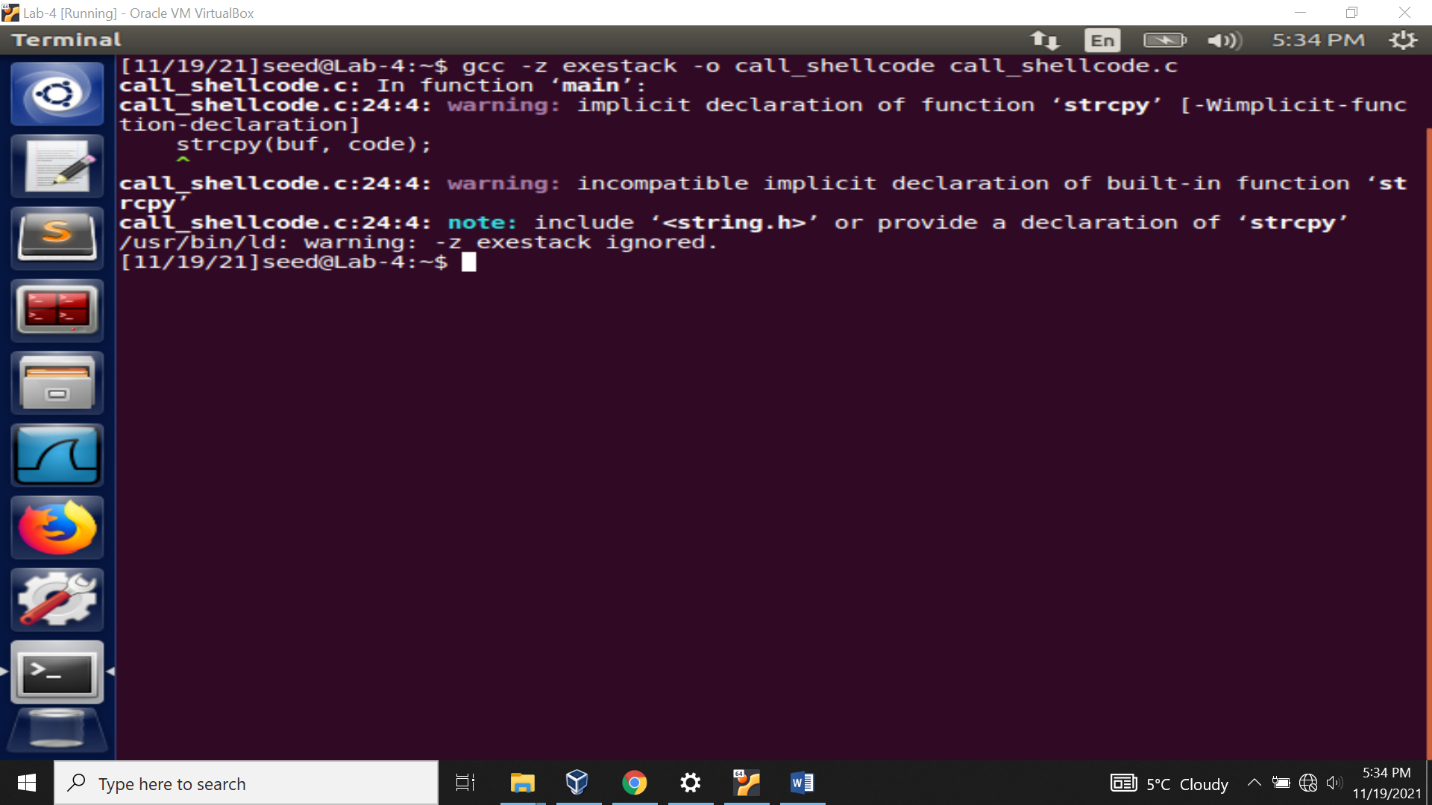 Lab-4 [Running] - Oracle VM VirtualBox
Terminal
En
5:34 PM
[11/19/21]seed@Lab-4:~$ gcc -z exestack -o call_shellcode call_shellcode.c
call_shellcode.c: In function ‘main’:
call_shellcode.c:24:4: warning: implicit declaration of function ‘strcpy’ [-Wimplicit-func
tion-declaration]
strcpy(buf, code);
^
call_shellcode.c:24:4: warning: incompatible implicit declaration of built-in function ‘st
rcpy’
call_shellcode.c:24:4: note: include ‘<string.h>’ or provide a declaration of ‘strcpy’
/usr/bin/ld: warning: -z exestack ignored.
[11/19/21]seed@Lab-4:~$
Type here to search
5°C Cloudy
5:34 PM
11/19/2021